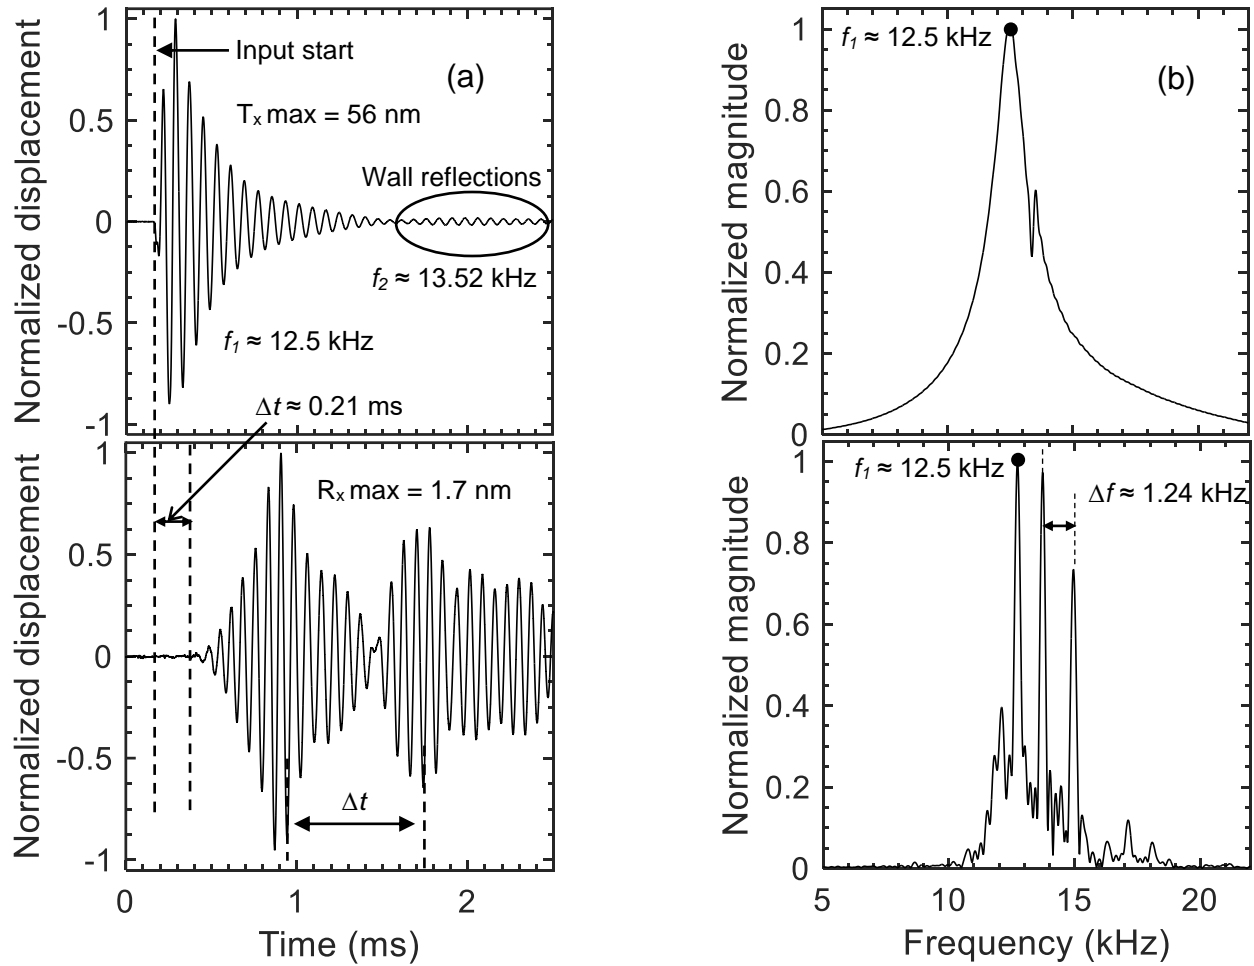 Normalized displacement
1
0.5
0
-0.5
-1
Input start
(a)
Tx max = 56 nm
Wall reflections
f2 ≈ 13.52 kHz
f1 ≈ 12.5 kHz
Δt ≈ 0.21 ms
Normalized displacement
1
0.5
0
-0.5
-1
Rx max = 1.7 nm
Δt
0 1 2
Time (ms)
Normalized magnitude
1
0.8
0.6
0.4
0.2
0
f1 ≈ 12.5 kHz
(b)
Normalized magnitude
1
0.8
0.6
0.4
0.2
0
f1 ≈ 12.5 kHz
Δf ≈ 1.24 kHz
5 10 15 20
Frequency (kHz)